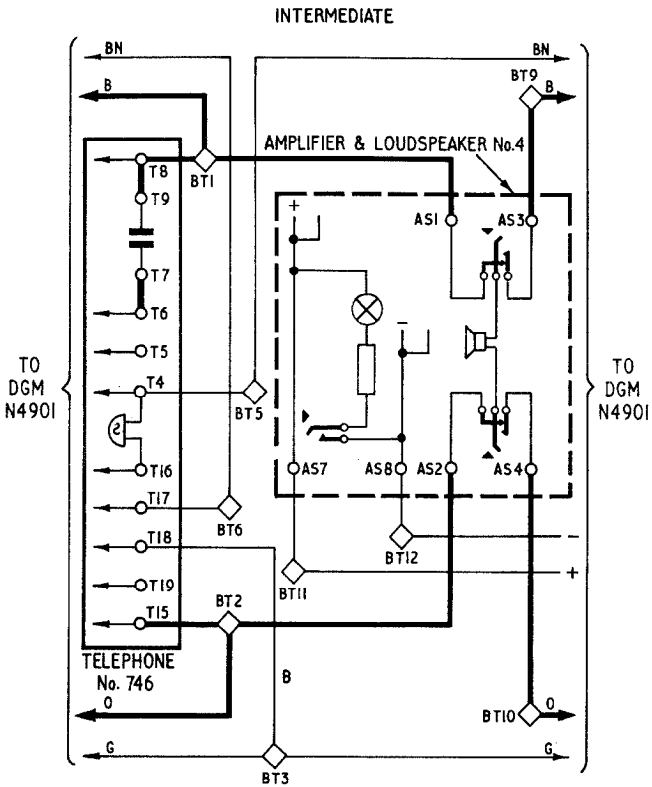 INTERMEDIATE
BN
BN
BT9
B
B
AMPLIFIER & LOUDSPEAKER No.4
T8
BT1
T9
+
AS1
AS3
T7
T6
−
T5
TO
DGM
N4901
TO
DGM
N4901
T4
BT5
T16
AS7
AS8
AS2
AS4
T17
BT6
T18
BT12
−
T19
BT11
+
BT2
T15
TELEPHONE
No. 746
B
O
BT10
O
G
G
BT3